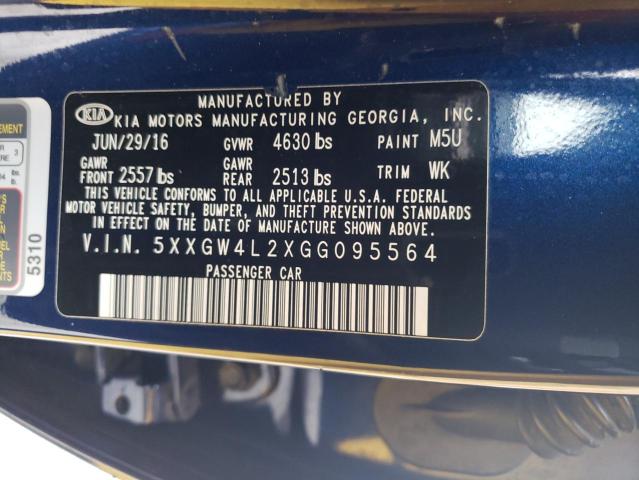 MANUFACTURED BY
KIA KIA MOTORS MANUFACTURING GEORGIA, INC.
JUN/29/16 GVWR 4630 lbs PAINT M5U
GAWR FRONT 2557 lbs GAWR REAR 2513 lbs TRIM WK
THIS VEHICLE CONFORMS TO ALL APPLICABLE U.S.A. FEDERAL
MOTOR VEHICLE SAFETY, BUMPER, AND THEFT PREVENTION STANDARDS
IN EFFECT ON THE DATE OF MANUFACTURE SHOWN ABOVE.
V.I.N. 5XXGW4L2XGG095564
PASSENGER CAR
5310